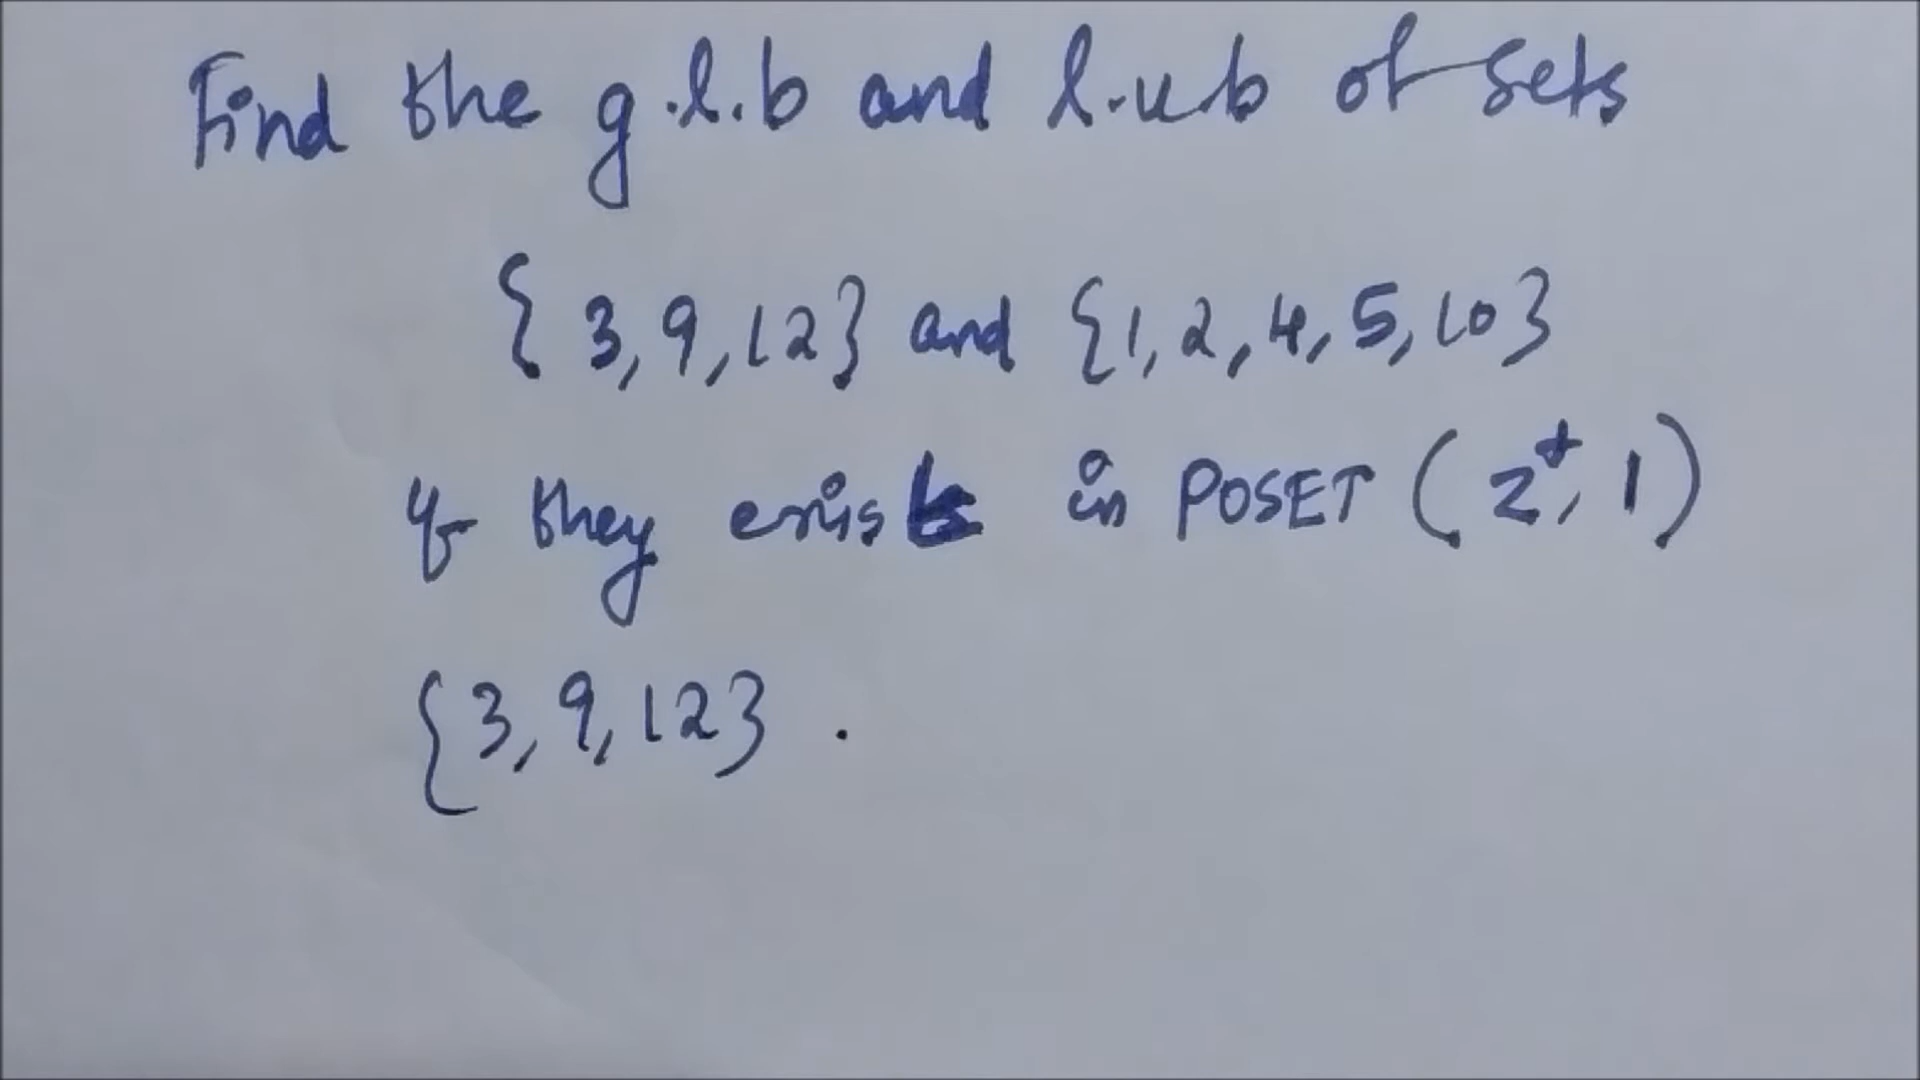 Find the g.l.b and l.u.b of sets
{3,9,12} and {1,2,4,5,10}
if they exists in POSET (Z⁺, |)
{3,9,12} .